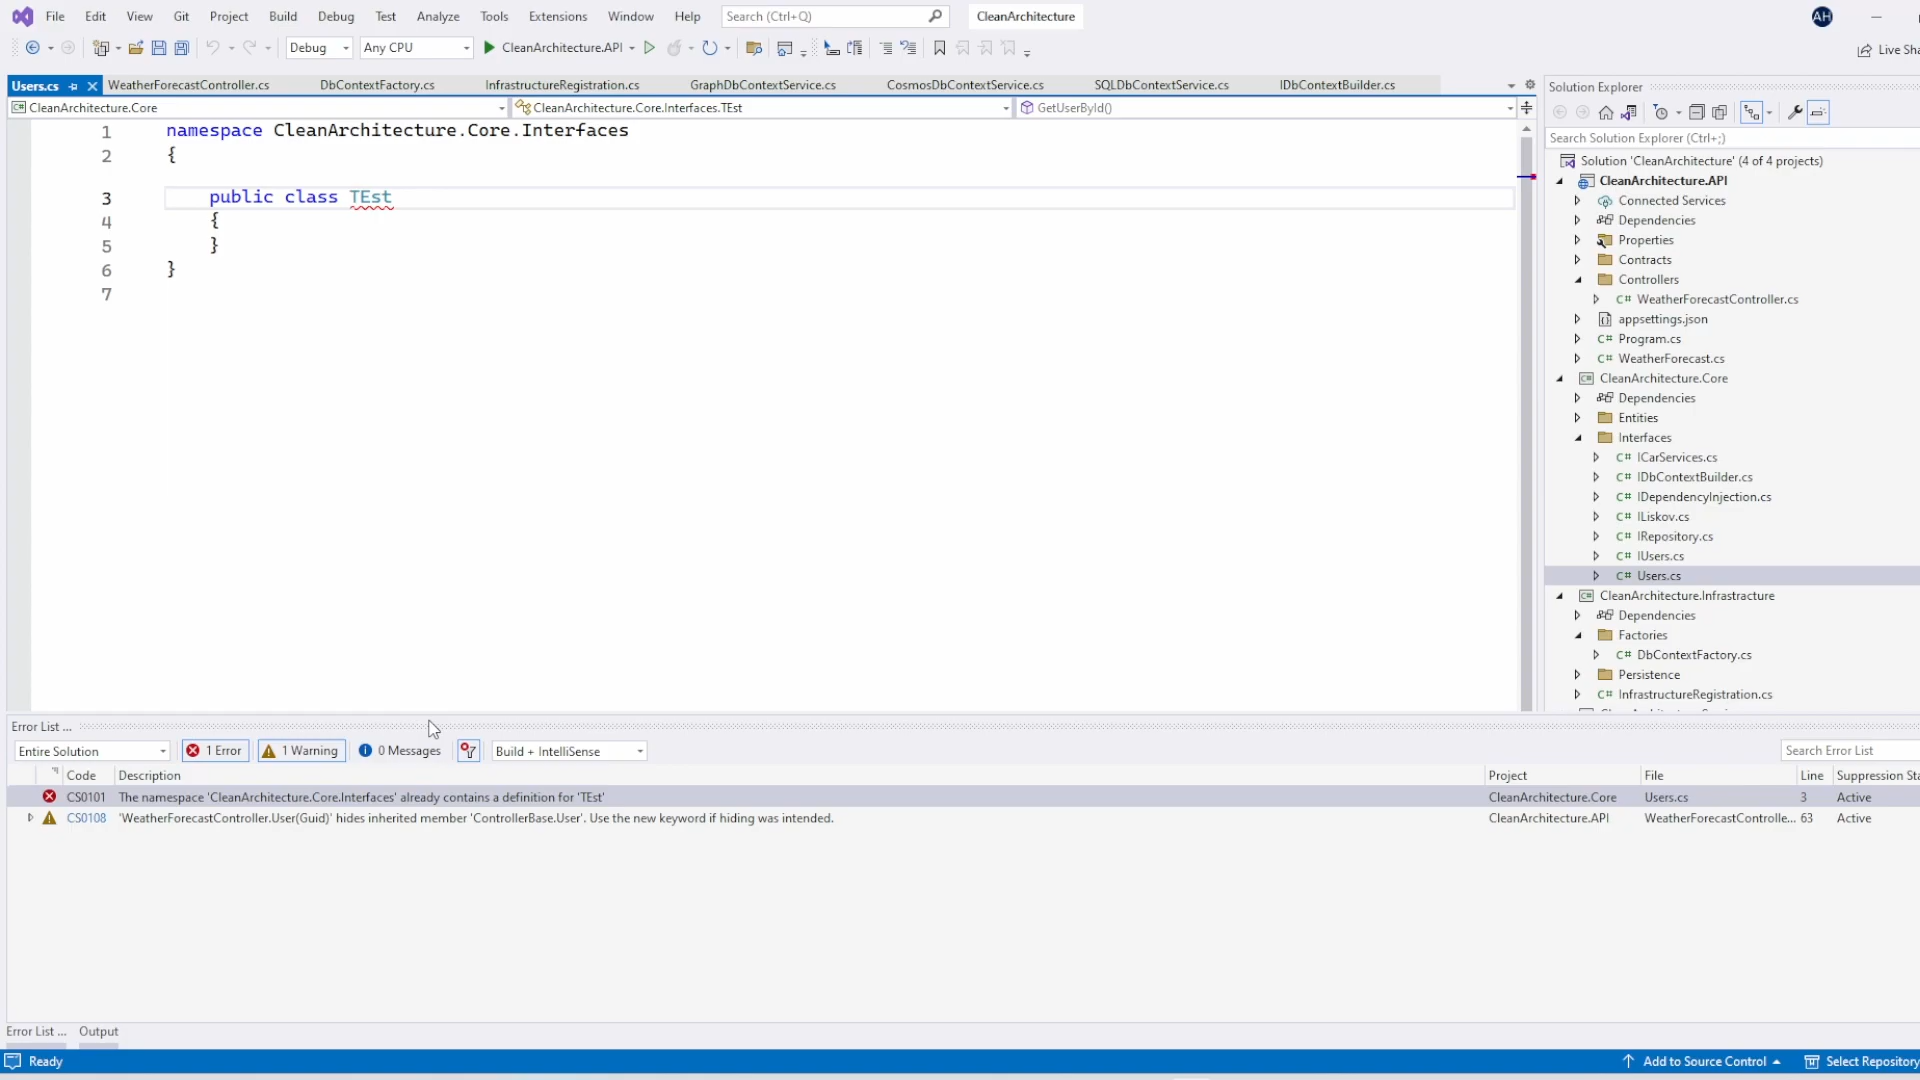 File Edit View Git Project Build Debug Test Analyze Tools Extensions Window Help Search (Ctrl+Q) CleanArchitecture AH
Debug Any CPU CleanArchitecture.API Live Sha
Users.cs WeatherForecastController.cs DbContextFactory.cs InfrastructureRegistration.cs GraphDbContextService.cs CosmosDbContextService.cs SQLDbContextService.cs IDbContextBuilder.cs
CleanArchitecture.Core CleanArchitecture.Core.Interfaces.TEst GetUserById()
1 namespace CleanArchitecture.Core.Interfaces
2 {
3 public class TEst
4 {
5 }
6 }
7
Solution Explorer
Search Solution Explorer (Ctrl+;)
Solution 'CleanArchitecture' (4 of 4 projects)
CleanArchitecture.API
Connected Services
Dependencies
Properties
Contracts
Controllers
C# WeatherForecastController.cs
appsettings.json
C# Program.cs
C# WeatherForecast.cs
CleanArchitecture.Core
Dependencies
Entities
Interfaces
C# ICarServices.cs
C# IDbContextBuilder.cs
C# IDependencyInjection.cs
C# ILiskov.cs
C# IRepository.cs
C# IUsers.cs
C# Users.cs
CleanArchitecture.Infrastracture
Dependencies
Factories
C# DbContextFactory.cs
Persistence
C# InfrastructureRegistration.cs
Error List ...
Entire Solution 1 Error 1 Warning 0 Messages Build + IntelliSense Search Error List
Code Description Project File Line Suppression Sta
CS0101 The namespace 'CleanArchitecture.Core.Interfaces' already contains a definition for 'TEst' CleanArchitecture.Core Users.cs 3 Active
CS0108 'WeatherForecastController.User(Guid)' hides inherited member 'ControllerBase.User'. Use the new keyword if hiding was intended. CleanArchitecture.API WeatherForecastControlle... 63 Active
Error List ... Output
Ready Add to Source Control Select Repository